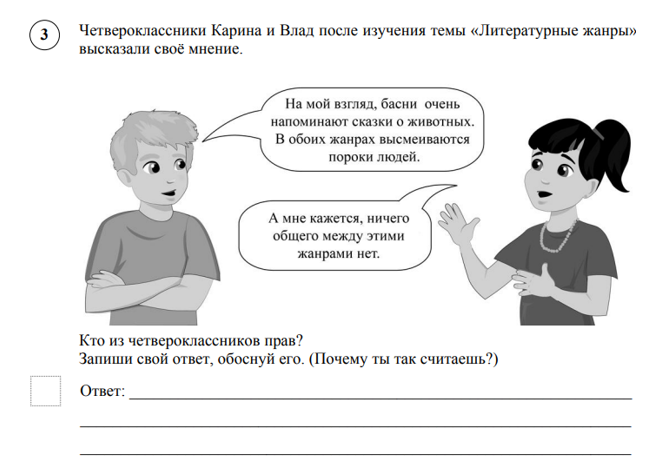 3
Четвероклассники Карина и Влад после изучения темы «Литературные жанры»
высказали своё мнение.
На мой взгляд, басни очень
напоминают сказки о животных.
В обоих жанрах высмеиваются
пороки людей.
А мне кажется, ничего
общего между этими
жанрами нет.
Кто из четвероклассников прав?
Запиши свой ответ, обоснуй его. (Почему ты так считаешь?)
Ответ: